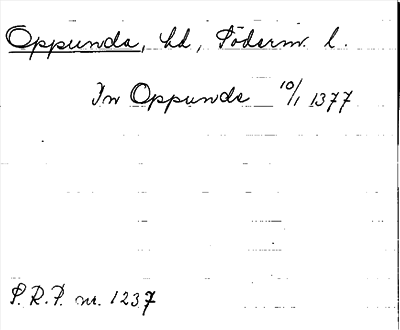 Oppunda, hd, Söderm. l.
In Oppunde 10/1 1377
S.R.P. nr. 1237